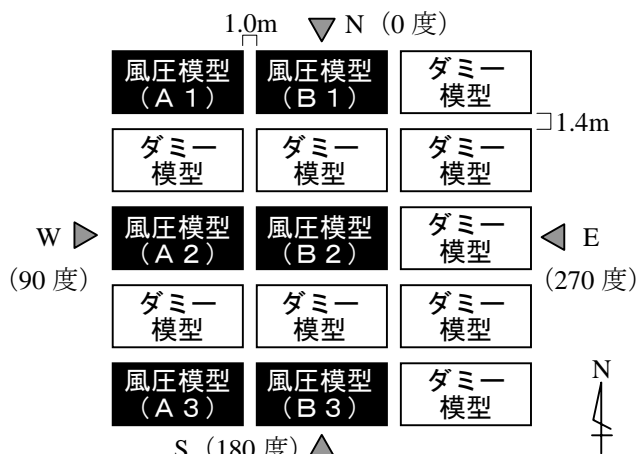 1.0m
N（0 度）
風圧模型
（A 1）
風圧模型
（B 1）
ダミー
模型
1.4m
ダミー
模型
ダミー
模型
ダミー
模型
W
（90 度）
風圧模型
（A 2）
風圧模型
（B 2）
ダミー
模型
E
（270 度）
ダミー
模型
ダミー
模型
ダミー
模型
風圧模型
（A 3）
風圧模型
（B 3）
ダミー
模型
N
S（180 度）